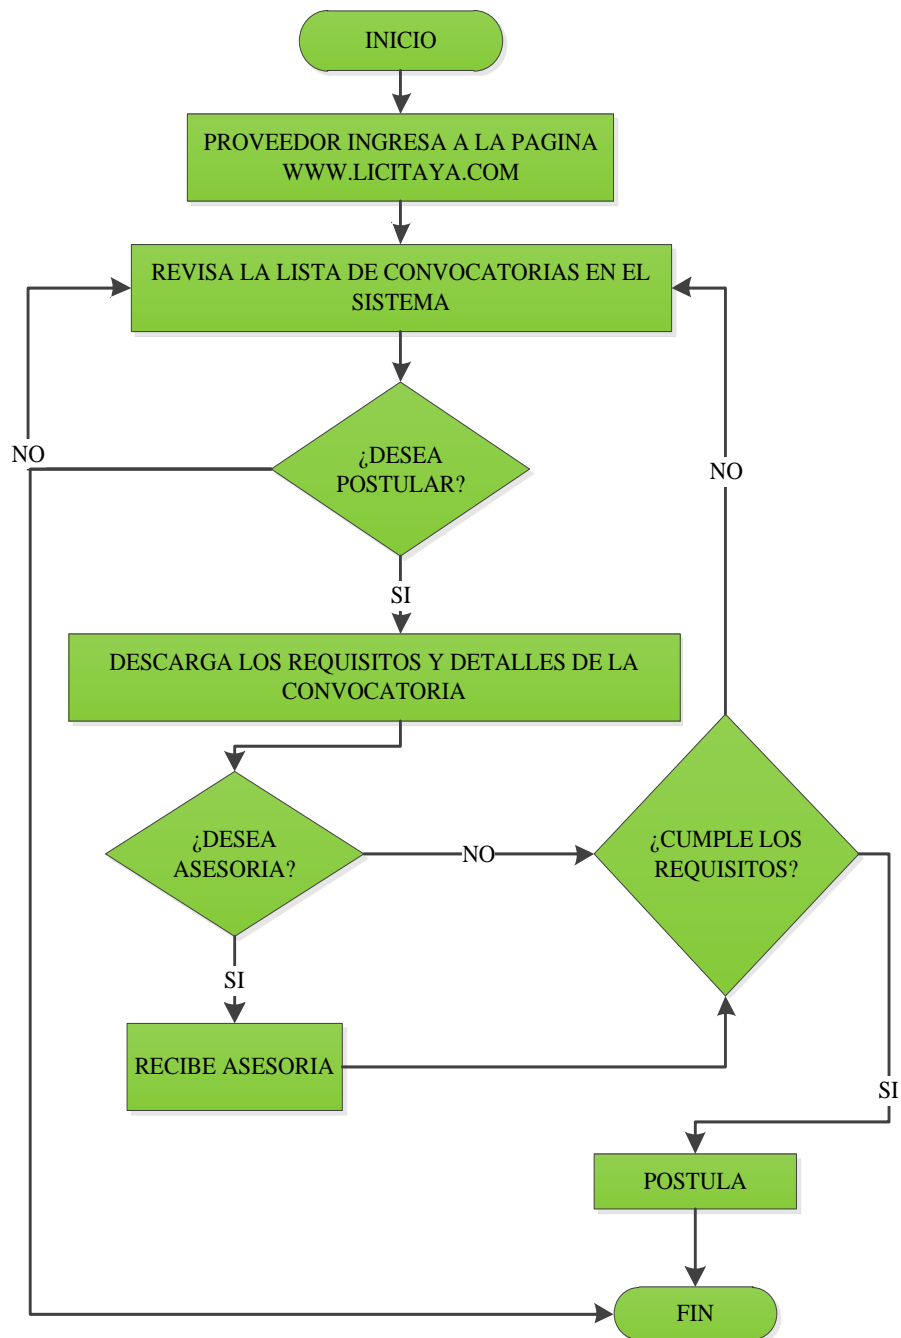 INICIO
PROVEEDOR INGRESA A LA PAGINA
WWW.LICITAYA.COM
REVISA LA LISTA DE CONVOCATORIAS EN EL
SISTEMA
NO
¿DESEA
POSTULAR?
NO
SI
DESCARGA LOS REQUISITOS Y DETALLES DE LA
CONVOCATORIA
¿DESEA
ASESORIA?
NO
¿CUMPLE LOS
REQUISITOS?
SI
RECIBE ASESORIA
SI
POSTULA
FIN